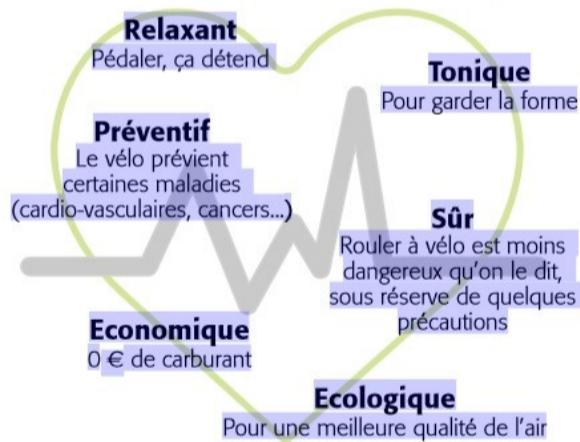 Relaxant
Pédaler, ça détend
Tonique
Pour garder la forme
Préventif
Le vélo prévient
certaines maladies
(cardio-vasculaires, cancers...)
Sûr
Rouler à vélo est moins
dangereux qu'on le dit,
sous réserve de quelques
précautions
Economique
0 € de carburant
Ecologique
Pour une meilleure qualité de l'air